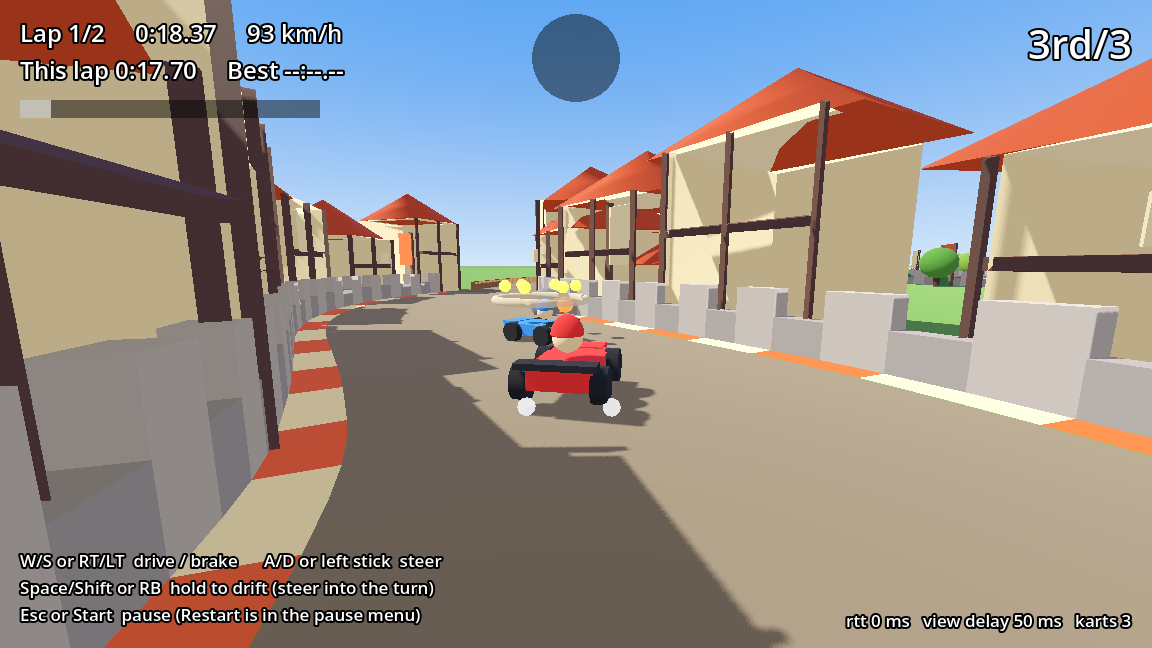 Lap 1/2 0:18.37 93 km/h
This lap 0:17.70 Best --:--.--
3rd/3
W/S or RT/LT drive / brake A/D or left stick steer
Space/Shift or RB hold to drift (steer into the turn)
Esc or Start pause (Restart is in the pause menu)
rtt 0 ms view delay 50 ms karts 3